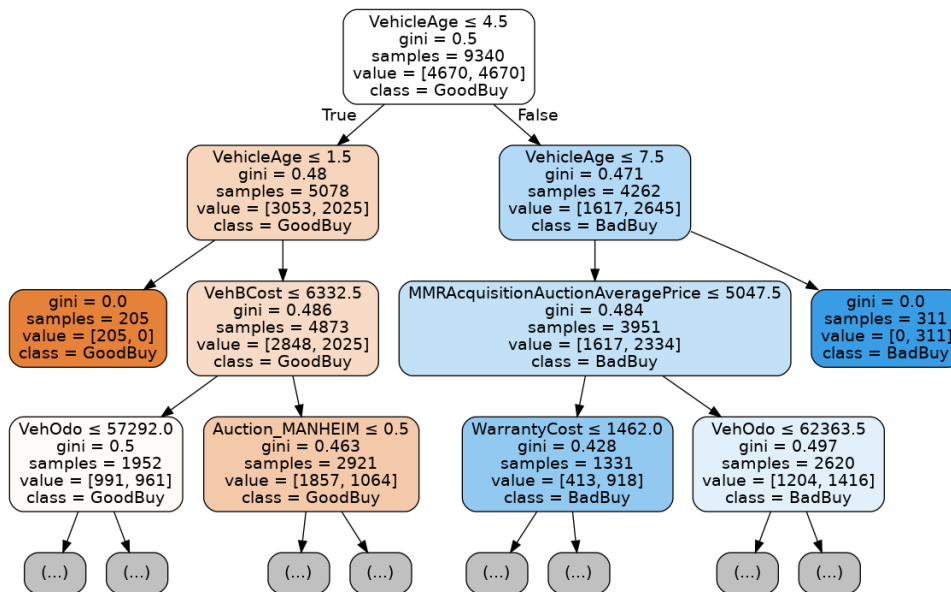 VehicleAge ≤ 4.5
gini = 0.5
samples = 9340
value = [4670, 4670]
class = GoodBuy
True
False
VehicleAge ≤ 1.5
gini = 0.48
samples = 5078
value = [3053, 2025]
class = GoodBuy
VehicleAge ≤ 7.5
gini = 0.471
samples = 4262
value = [1617, 2645]
class = BadBuy
gini = 0.0
samples = 205
value = [205, 0]
class = GoodBuy
VehBCost ≤ 6332.5
gini = 0.486
samples = 4873
value = [2848, 2025]
class = GoodBuy
MMRAcquisitionAuctionAveragePrice ≤ 5047.5
gini = 0.484
samples = 3951
value = [1617, 2334]
class = BadBuy
gini = 0.0
samples = 311
value = [0, 311]
class = BadBuy
VehOdo ≤ 57292.0
gini = 0.5
samples = 1952
value = [991, 961]
class = GoodBuy
Auction_MANHEIM ≤ 0.5
gini = 0.463
samples = 2921
value = [1857, 1064]
class = GoodBuy
WarrantyCost ≤ 1462.0
gini = 0.428
samples = 1331
value = [413, 918]
class = BadBuy
VehOdo ≤ 62363.5
gini = 0.497
samples = 2620
value = [1204, 1416]
class = BadBuy
(...)
(...)
(...)
(...)
(...)
(...)
(...)
(...)